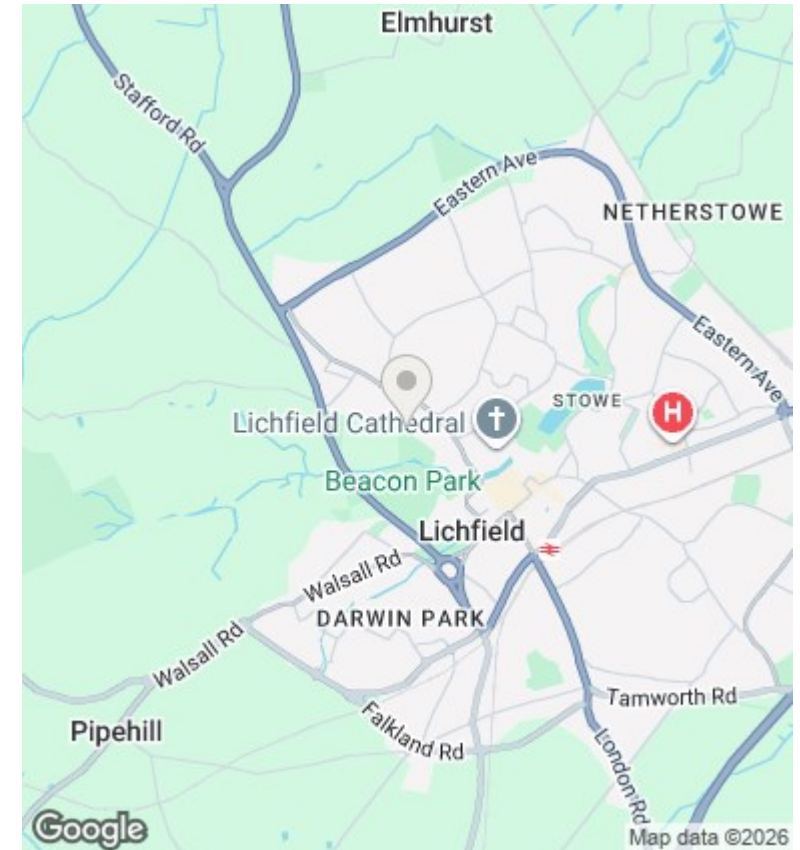 Elmhurst
Stafford Rd
Eastern Ave
NETHERSTOWE
Eastern Ave
STOWE
H
Lichfield Cathedral
Beacon Park
Lichfield
Walsall Rd
DARWIN PARK
Walsall Rd
Tamworth Rd
Falkland Rd
Pipehill
London Rd
Google
Map data ©2026